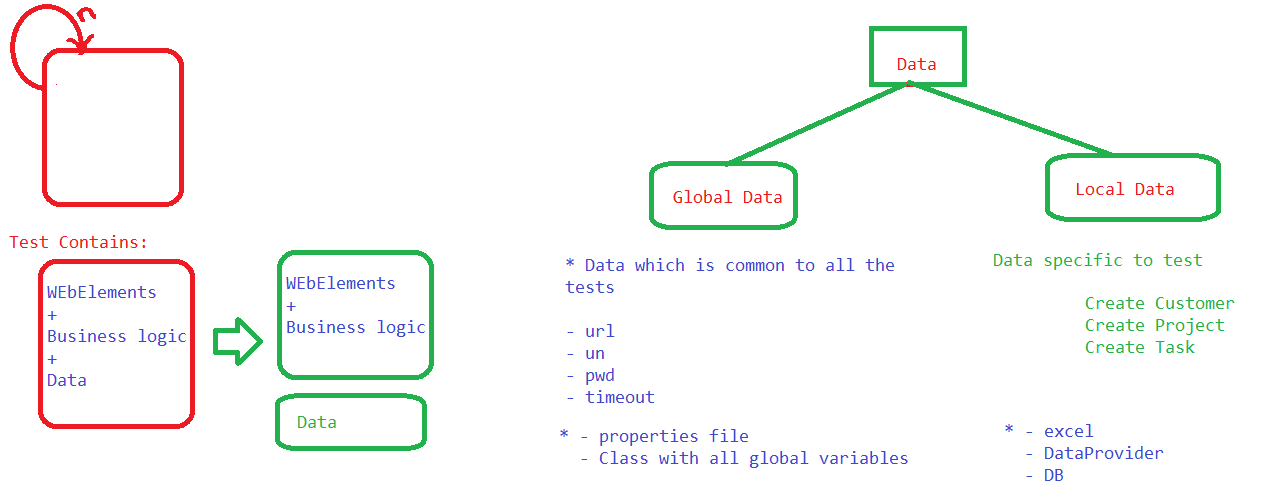 n
Test Contains:
WEbElements
+
Business logic
+
Data
WEbElements
+
Business logic
Data
Data
Global Data
Local Data
* Data which is common to all the
tests
- url
- un
- pwd
- timeout
* - properties file
- Class with all global variables
Data specific to test
Create Customer
Create Project
Create Task
* - excel
- DataProvider
- DB